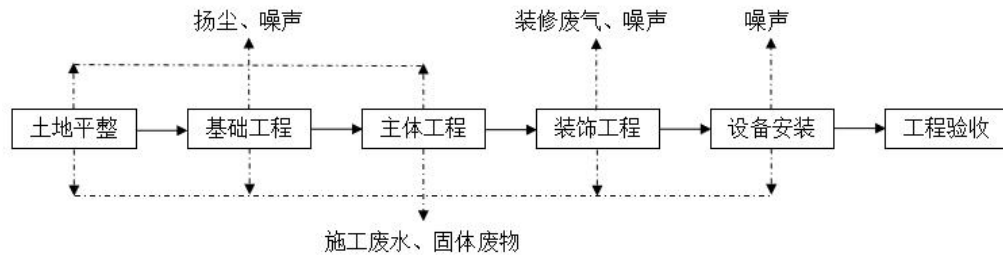 扬尘、噪声
装修废气、噪声
噪声
土地平整
基础工程
主体工程
装饰工程
设备安装
工程验收
施工废水、固体废物